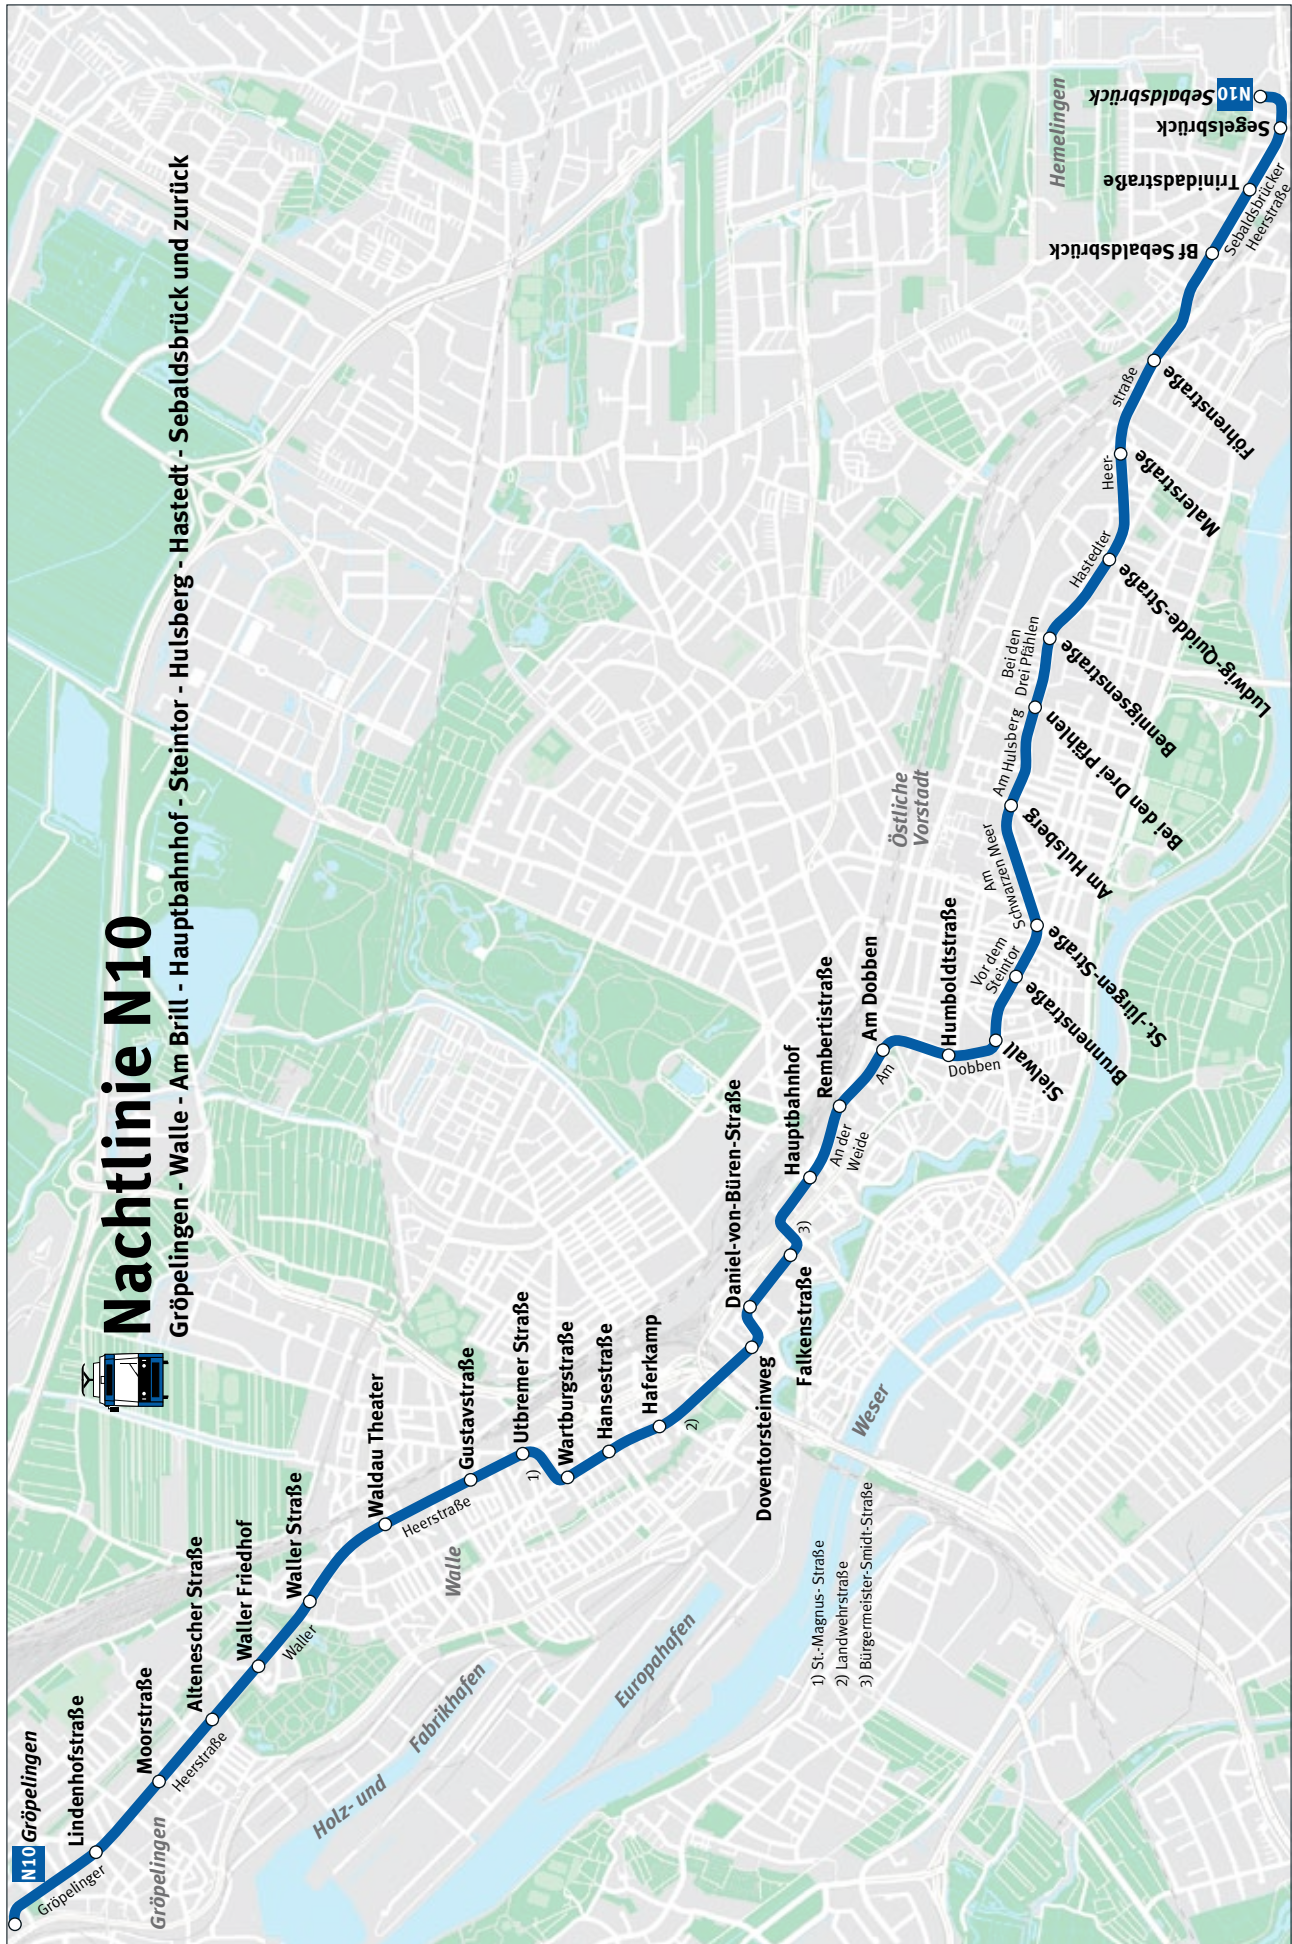 Nachtlinie N10
Gröpelingen - Walle - Am Brill - Hauptbahnhof - Steintor - Hulsberg - Hastedt - Sebaldsbrück und zurück
N10 Gröpelingen
Lindenhofstraße
Gröpelinger
Gröpelingen
Moorstraße
Heerstraße
Altenescher Straße
Waller Friedhof
Waller Straße
Waller
Waldau Theater
Heerstraße
Walle
Gustavstraße
Utbremer Straße
1)
Wartburgstraße
Hansestraße
Haferkamp
2)
Doventorsteinweg
Daniel-von-Büren-Straße
Falkenstraße
3)
Hauptbahnhof
An der
Weide
Rembertistraße
Am Dobben
Am
Dobben
Humboldtstraße
Sielwall
Vor dem
Steintor
Brunnenstraße
St.-Jürgen-Straße
Am
Schwarzen Meer
Östliche
Vorstadt
Am Hulsberg
Am Hulsberg
Bei den Drei Pfählen
Bei den
Drei Pfählen
Bennigsenstraße
Hastedter
Ludwig-Quidde-Straße
Heer-
Malerstraße
straße
Föhrenstraße
Bf Sebaldsbrück
Sebaldsbrücker
Heerstraße
Trinidadstraße
Hemelingen
Segelsbrück
N10 Sebaldsbrück
Holz- und
Fabrikhafen
Europahafen
Weser
1) St.-Magnus- Straße
2) Landwehrstraße
3) Bürgermeister-Smidt-Straße